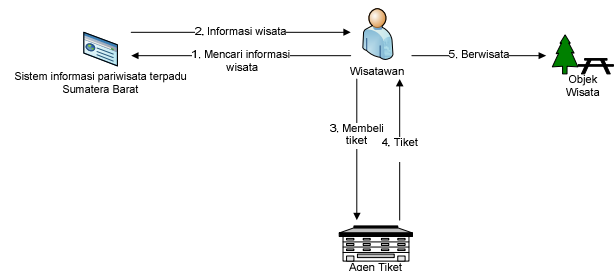 2. Informasi wisata
1. Mencari informasi
wisata
5. Berwisata
Sistem informasi pariwisata terpadu
Sumatera Barat
Wisatawan
Objek
Wisata
3. Membeli
tiket
4. Tiket
Agen Tiket